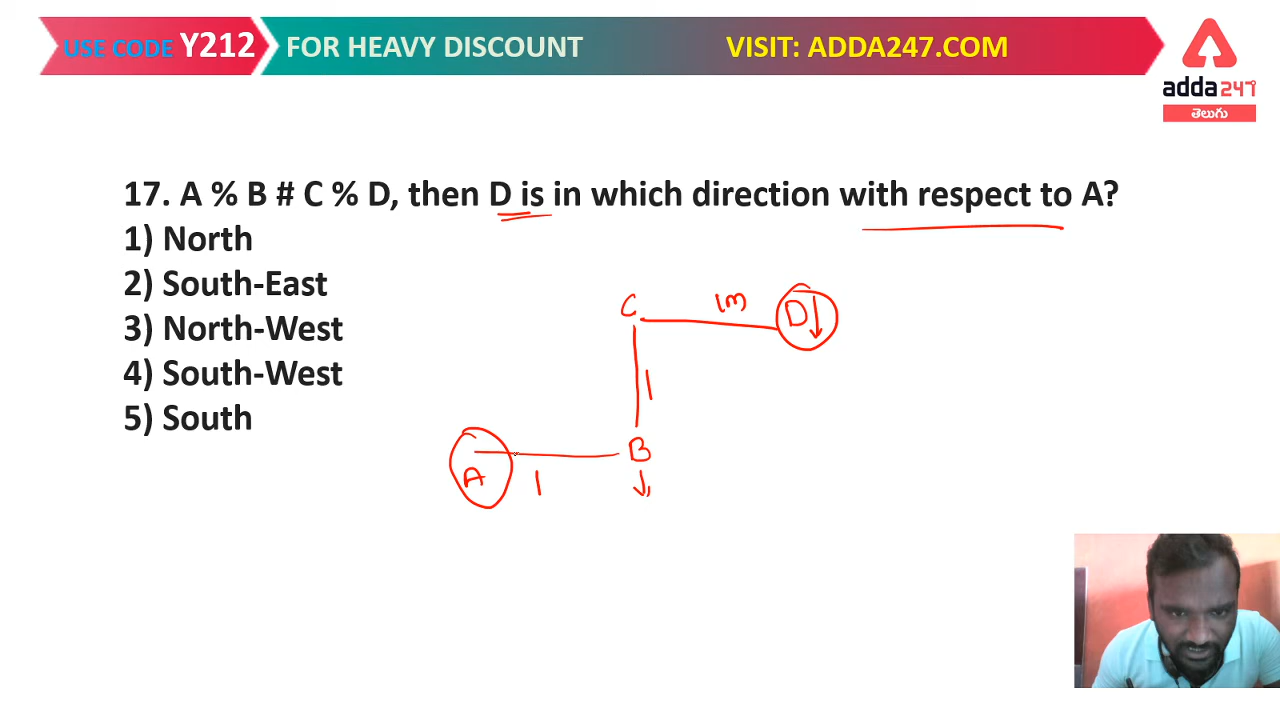 USE CODE Y212 FOR HEAVY DISCOUNT VISIT: ADDA247.COM
adda247
తెలుగు
17. A % B # C % D, then D is in which direction with respect to A?
1) North
2) South-East
3) North-West
4) South-West
5) South
C 1m D
1
A B
1